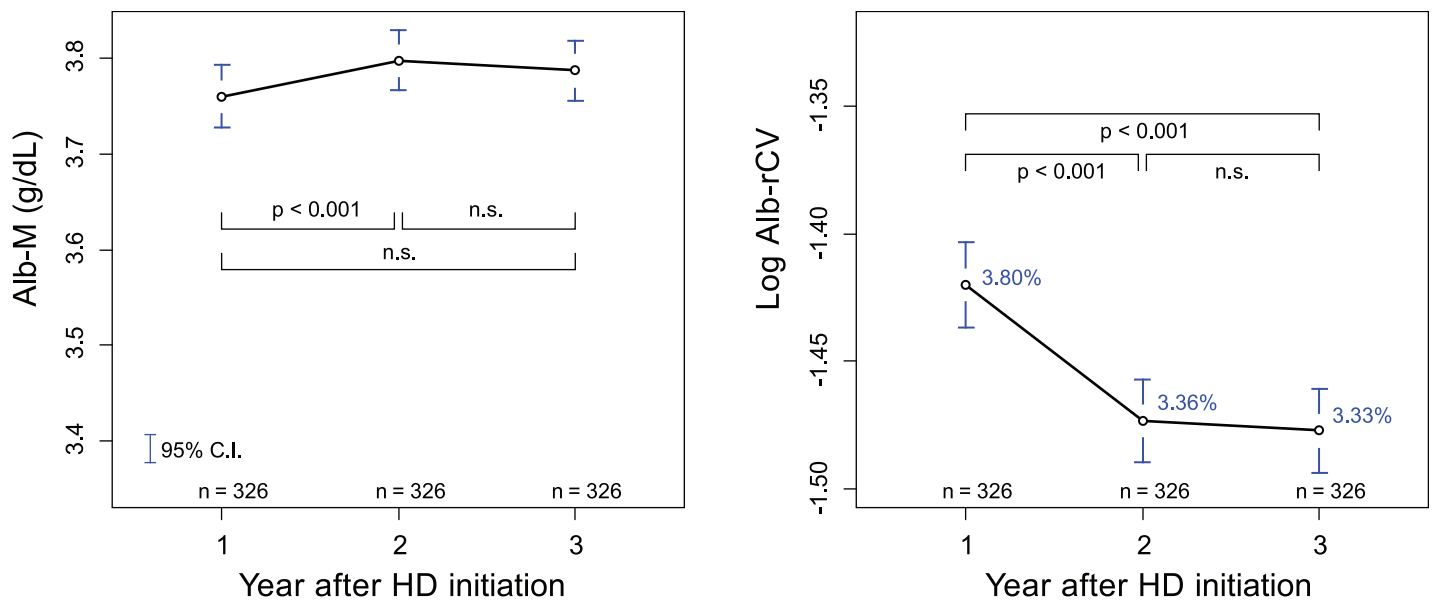 Alb-M (g/dL)
3.8
3.7
3.6
3.5
3.4
p < 0.001
n.s.
n.s.
95% C.I.
n = 326
n = 326
n = 326
1
2
3
Year after HD initiation
Log Alb-rCV
-1.35
-1.40
-1.45
-1.50
p < 0.001
p < 0.001
n.s.
3.80%
3.36%
3.33%
n = 326
n = 326
n = 326
1
2
3
Year after HD initiation